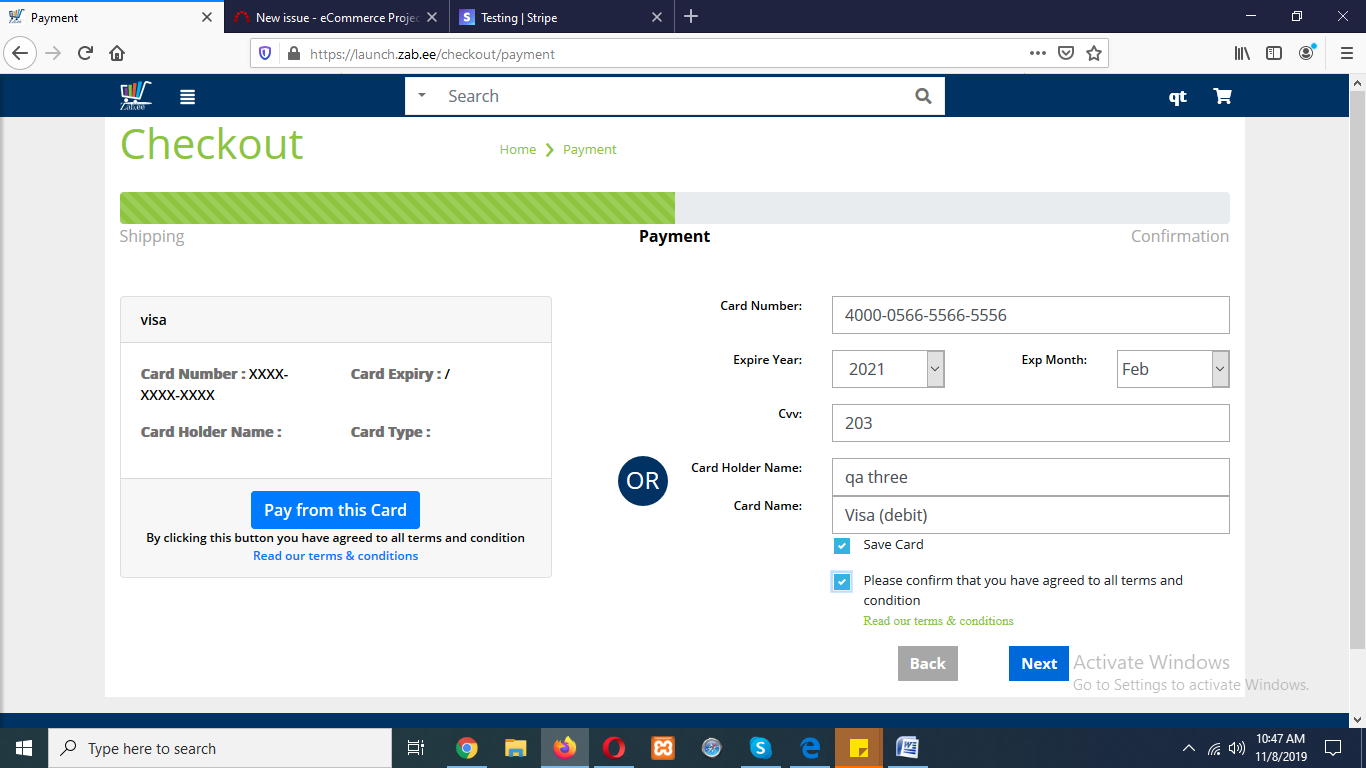 Payment
New issue - eCommerce Projec
Testing | Stripe
https://launch.zab.ee/checkout/payment
Zab.ee
Search
qt
Checkout
Home
Payment
Shipping
Payment
Confirmation
visa
Card Number : XXXX-
XXXX-XXXX
Card Expiry : /
Card Holder Name :
Card Type :
Pay from this Card
By clicking this button you have agreed to all terms and condition
Read our terms & conditions
OR
Card Number:
4000-0566-5566-5556
Expire Year:
2021
Exp Month:
Feb
Cvv:
203
Card Holder Name:
qa three
Card Name:
Visa (debit)
Save Card
Please confirm that you have agreed to all terms and
condition
Read our terms & conditions
Back
Next
Activate Windows
Go to Settings to activate Windows.
Type here to search
10:47 AM
11/8/2019